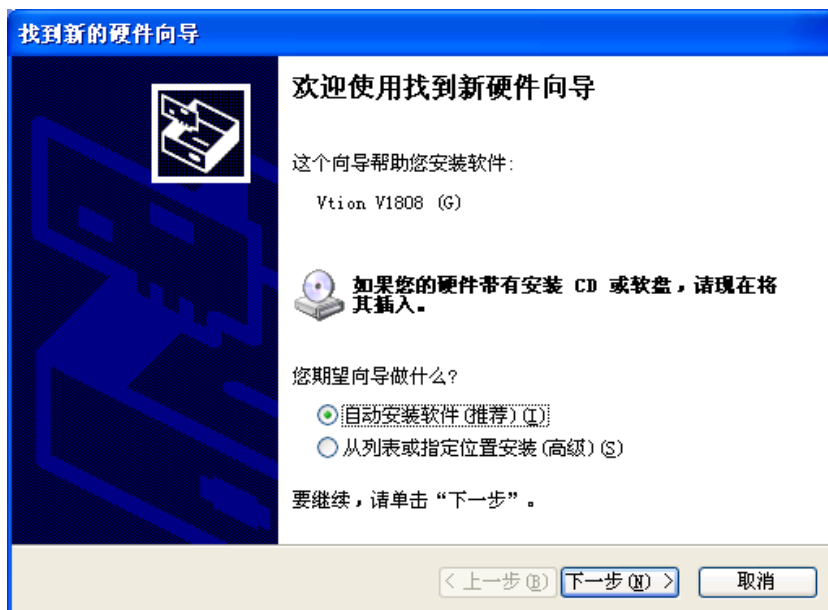 找到新的硬件向导
欢迎使用找到新硬件向导
这个向导帮助您安装软件:
Vtion V1808 (G)
如果您的硬件带有安装 CD 或软盘，请现在将
其插入。
您期望向导做什么?
自动安装软件(推荐)(I)
从列表或指定位置安装(高级)(S)
要继续，请单击“下一步”。
< 上一步(B)
下一步(N) >
取消